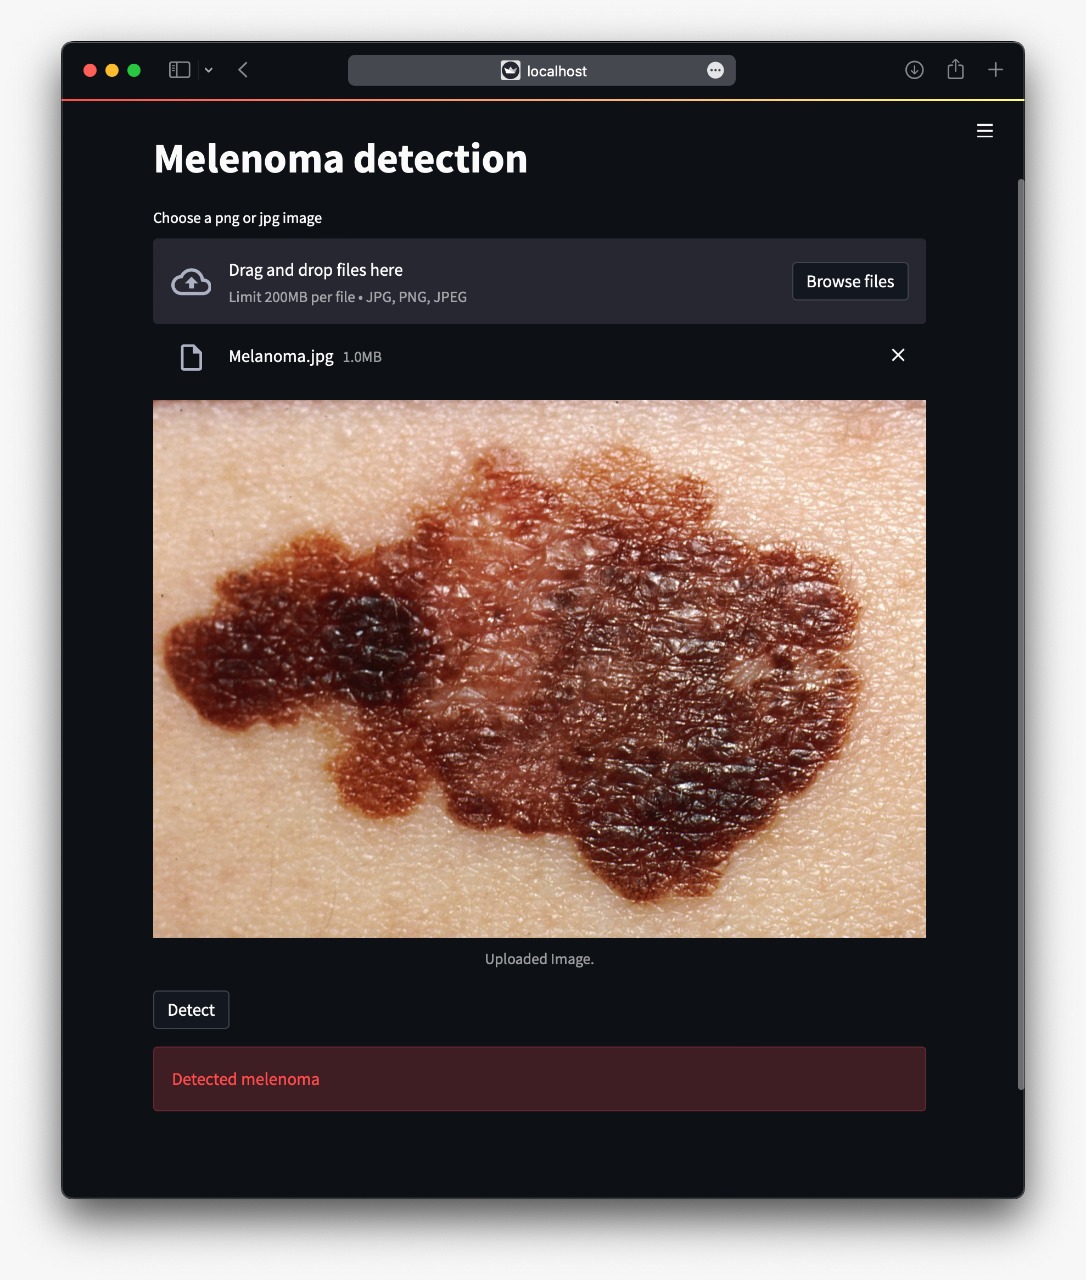 localhost
Melenoma detection
Choose a png or jpg image
Drag and drop files here
Limit 200MB per file • JPG, PNG, JPEG
Browse files
Melanoma.jpg 1.0MB
Uploaded Image.
Detect
Detected melenoma